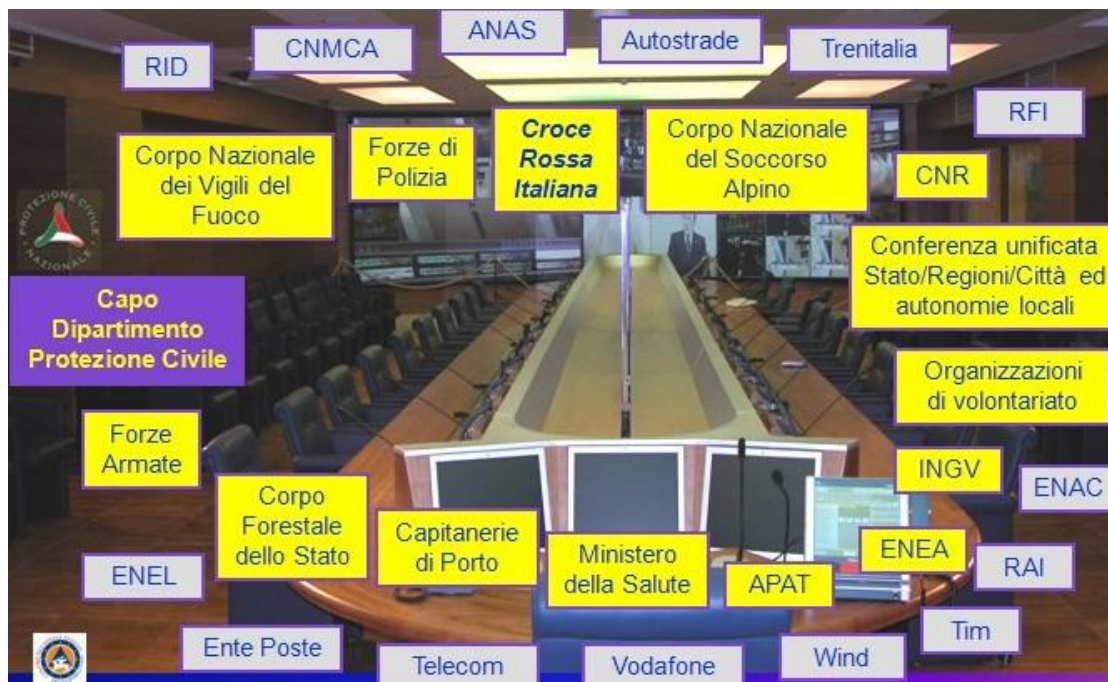 RID
CNMCA
ANAS
Autostrade
Trenitalia
RFI
Corpo Nazionale
dei Vigili del
Fuoco
Forze di
Polizia
Croce
Rossa
Italiana
Corpo Nazionale
del Soccorso
Alpino
CNR
PROTEZIONE CIVILE
NAZIONALE
Conferenza unificata
Stato/Regioni/Città ed
autonomie locali
Capo
Dipartimento
Protezione Civile
Organizzazioni
di volontariato
Forze
Armate
INGV
ENAC
Corpo
Forestale
dello Stato
Capitanerie
di Porto
Ministero
della Salute
APAT
ENEA
RAI
ENEL
Ente Poste
Telecom
Vodafone
Wind
Tim